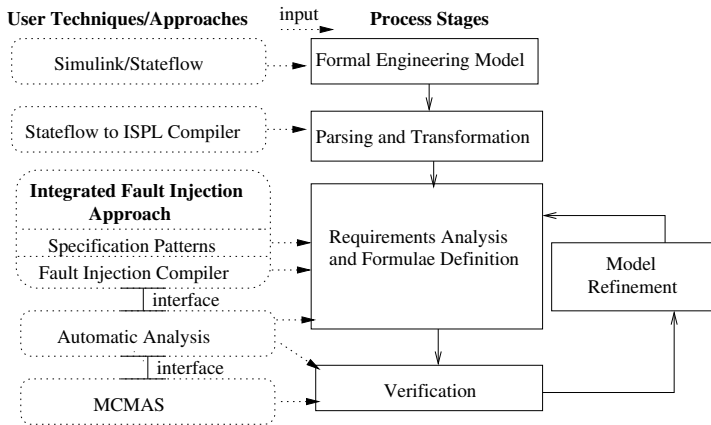 User Techniques/Approaches
input
Process Stages
Simulink/Stateflow
Formal Engineering Model
Stateflow to ISPL Compiler
Parsing and Transformation
Integrated Fault Injection
Approach
Specification Patterns
Fault Injection Compiler
Requirements Analysis
and Formulae Definition
Model
Refinement
interface
Automatic Analysis
interface
MCMAS
Verification